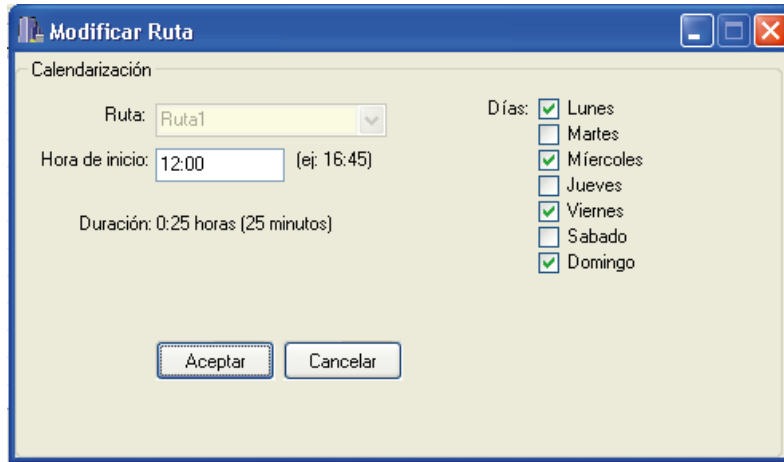 Modificar Ruta
Calendarización
Ruta: Ruta1
Hora de inicio: 12:00 (ej: 16:45)
Duración: 0:25 horas (25 minutos)
Días: Lunes
Martes
Míercoles
Jueves
Viernes
Sabado
Domingo
Aceptar Cancelar